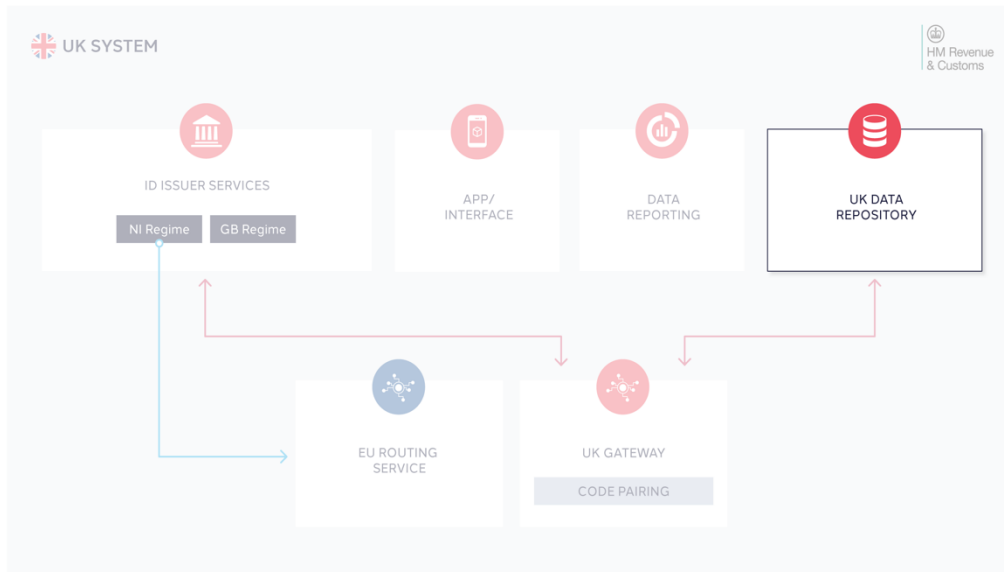 UK SYSTEM
HM Revenue
& Customs
ID ISSUER SERVICES
NI Regime
GB Regime
APP/
INTERFACE
DATA
REPORTING
UK DATA
REPOSITORY
EU ROUTING
SERVICE
UK GATEWAY
CODE PAIRING